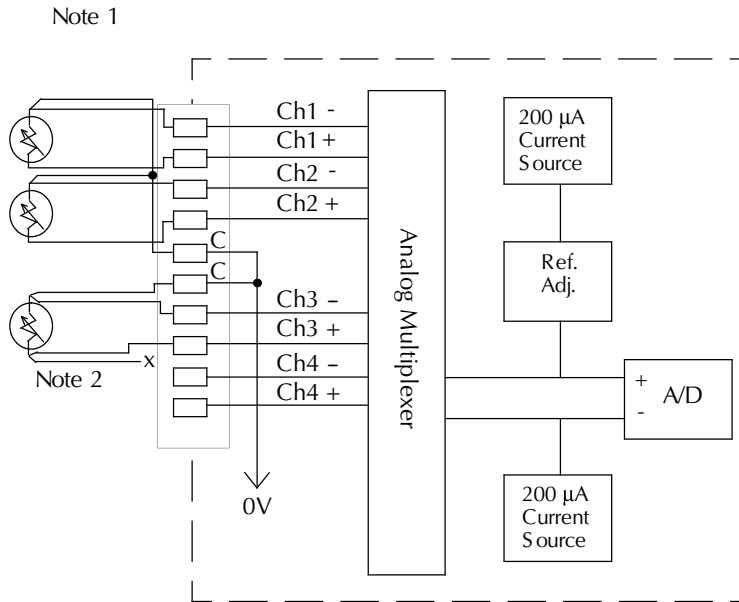 Note 1
Ch1 -
Ch1 +
Ch2 -
Ch2 +
C
C
Ch3 –
Ch3 +
Ch4 –
Ch4 +
x
Note 2
0V
Analog Multiplexer
200 µA
Current
Source
Ref.
Adj.
+
-
A/D
200 µA
Current
Source